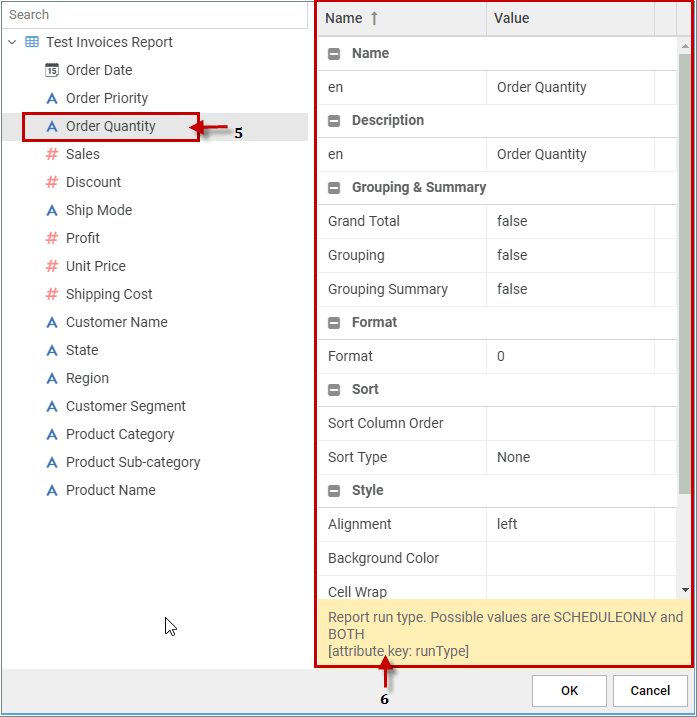 Search
Test Invoices Report
15 Order Date
A Order Priority
A Order Quantity
5
# Sales
# Discount
A Ship Mode
# Profit
# Unit Price
# Shipping Cost
A Customer Name
A State
A Region
A Customer Segment
A Product Category
A Product Sub-category
A Product Name
Name ↑ Value
Name
en Order Quantity
Description
en Order Quantity
Grouping & Summary
Grand Total false
Grouping false
Grouping Summary false
Format
Format 0
Sort
Sort Column Order
Sort Type None
Style
Alignment left
Background Color
Cell Wrap
Report run type. Possible values are SCHEDULEONLY and
BOTH
[attribute key: runType]
6
OK Cancel